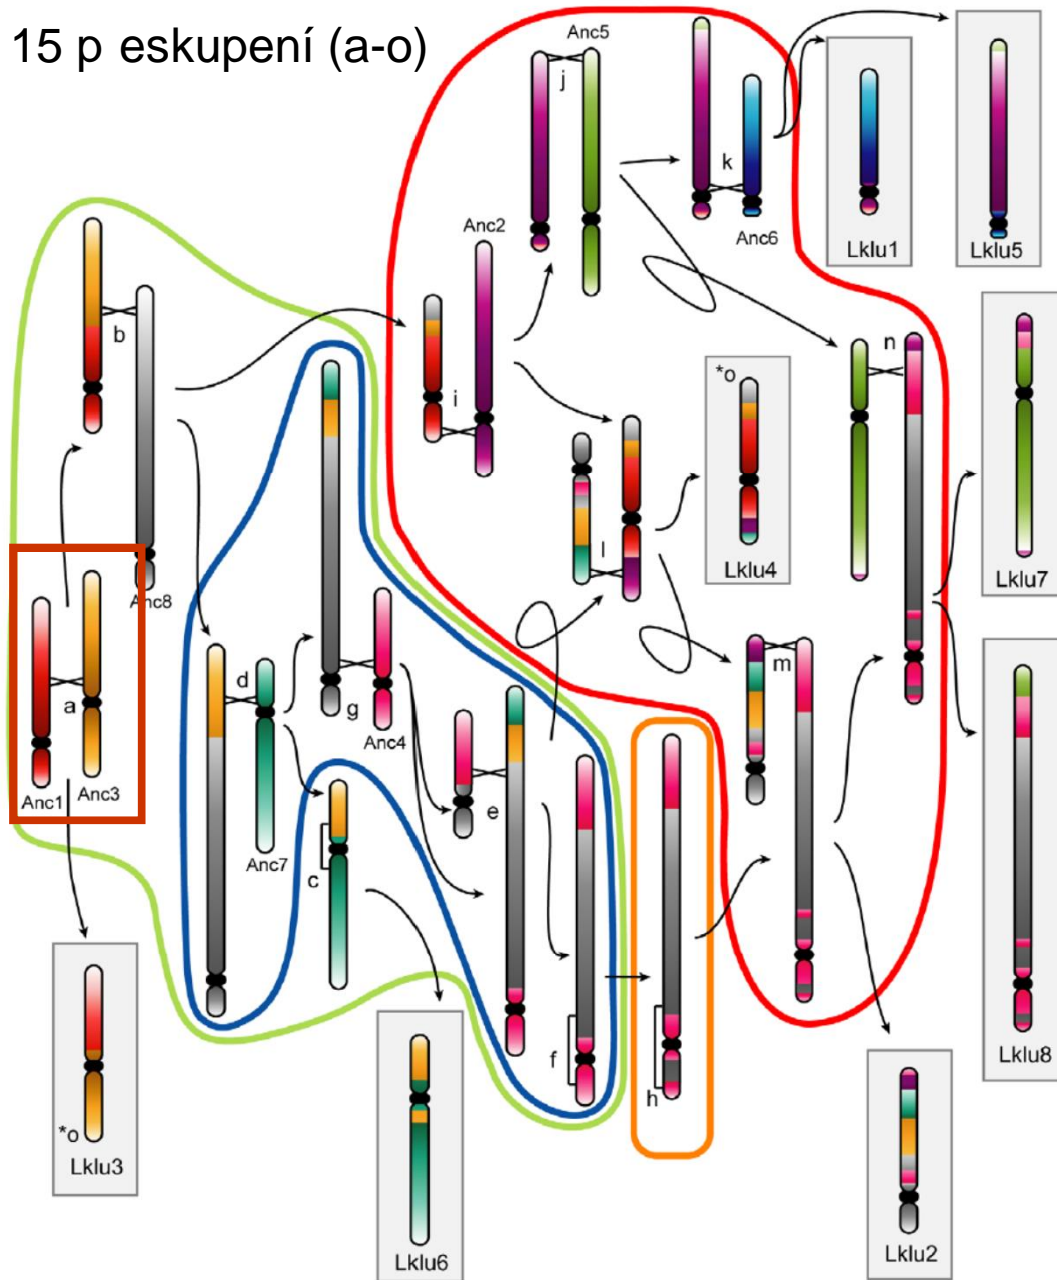 15 p eskupení (a-o)
Anc5
j
k
Anc6
Lklu1
Lklu5
Anc2
b
i
n
*o
Lklu4
Lklu7
Anc8
l
a
Anc1
Anc3
d
g
Anc4
Anc7
m
e
c
f
h
*o
Lklu3
Lklu6
Lklu8
Lklu2